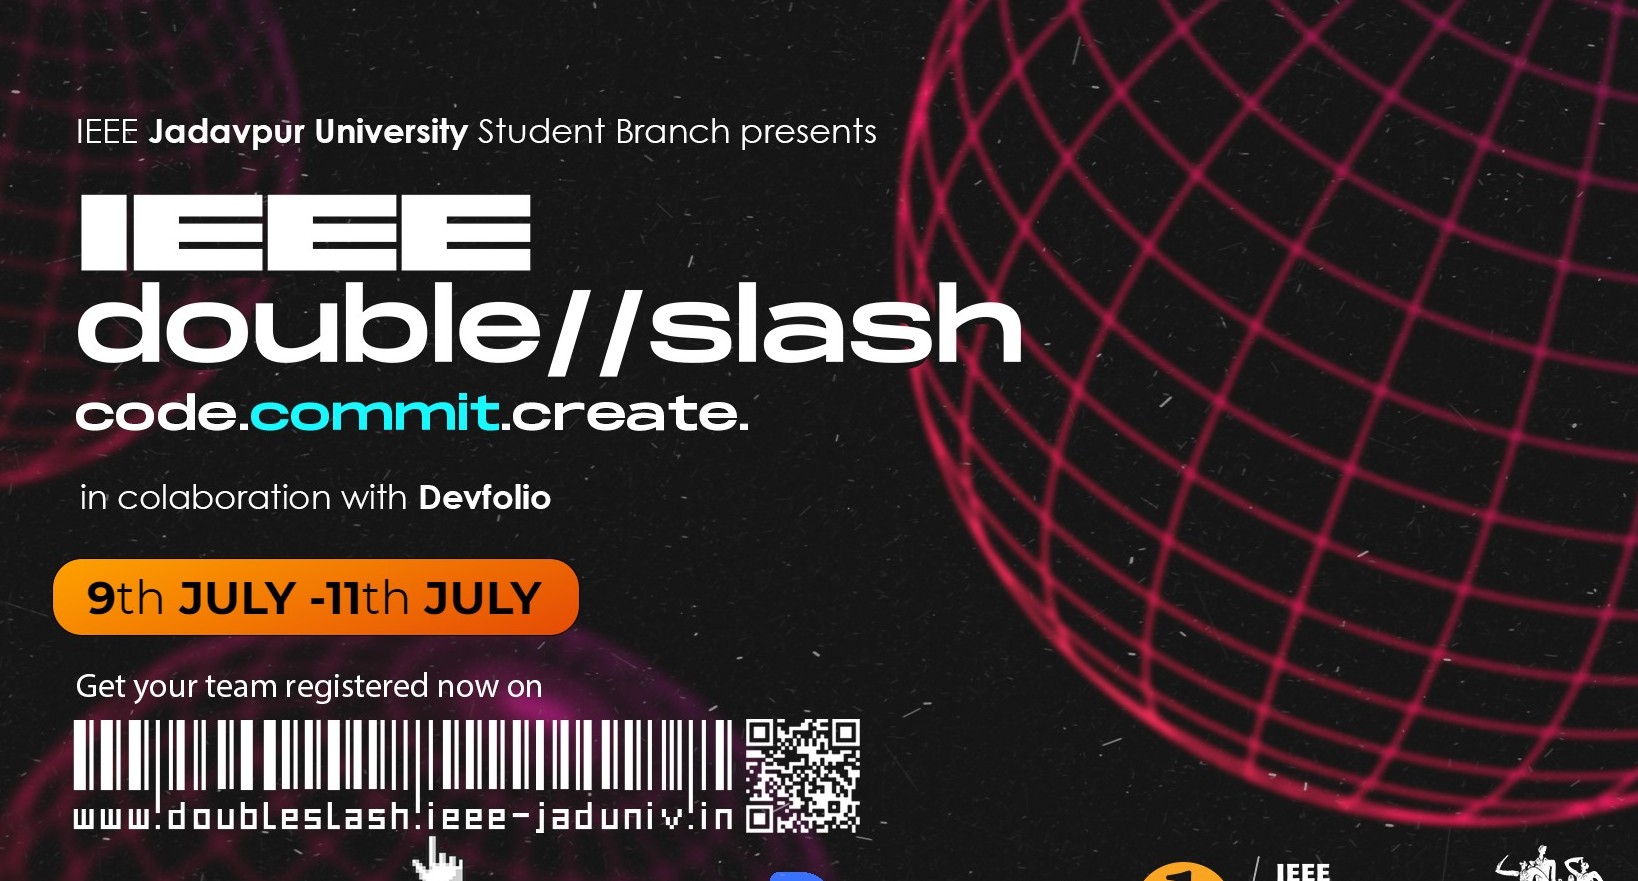 IEEE Jadavpur University Student Branch presents
IEEE
double//slash
code.commit.create.
in colaboration with Devfolio
9th JULY -11th JULY
Get your team registered now on
www.doubleslash.ieee-jaduniv.in
IEEE